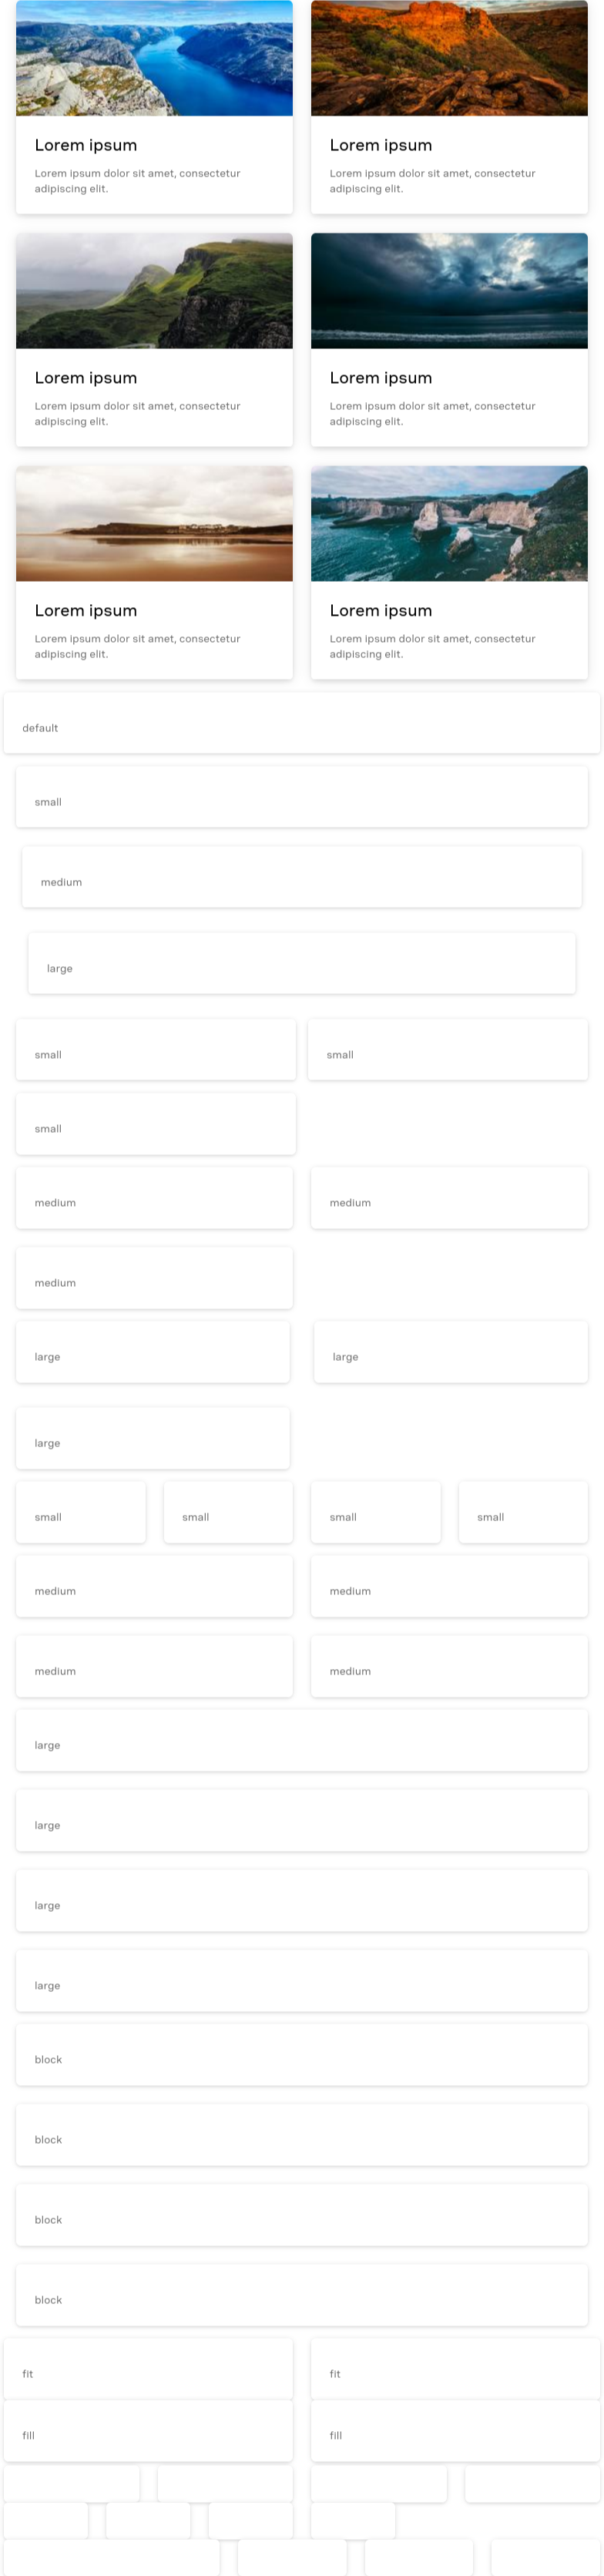 Lorem ipsum
Lorem ipsum dolor sit amet, consectetur
adipiscing elit.
Lorem ipsum
Lorem ipsum dolor sit amet, consectetur
adipiscing elit.
Lorem ipsum
Lorem ipsum dolor sit amet, consectetur
adipiscing elit.
Lorem ipsum
Lorem ipsum dolor sit amet, consectetur
adipiscing elit.
Lorem ipsum
Lorem ipsum dolor sit amet, consectetur
adipiscing elit.
Lorem ipsum
Lorem ipsum dolor sit amet, consectetur
adipiscing elit.
default
small
medium
large
small
small
small
medium
medium
medium
large
large
large
small
small
small
small
medium
medium
medium
medium
large
large
large
large
block
block
block
block
fit
fit
fill
fill